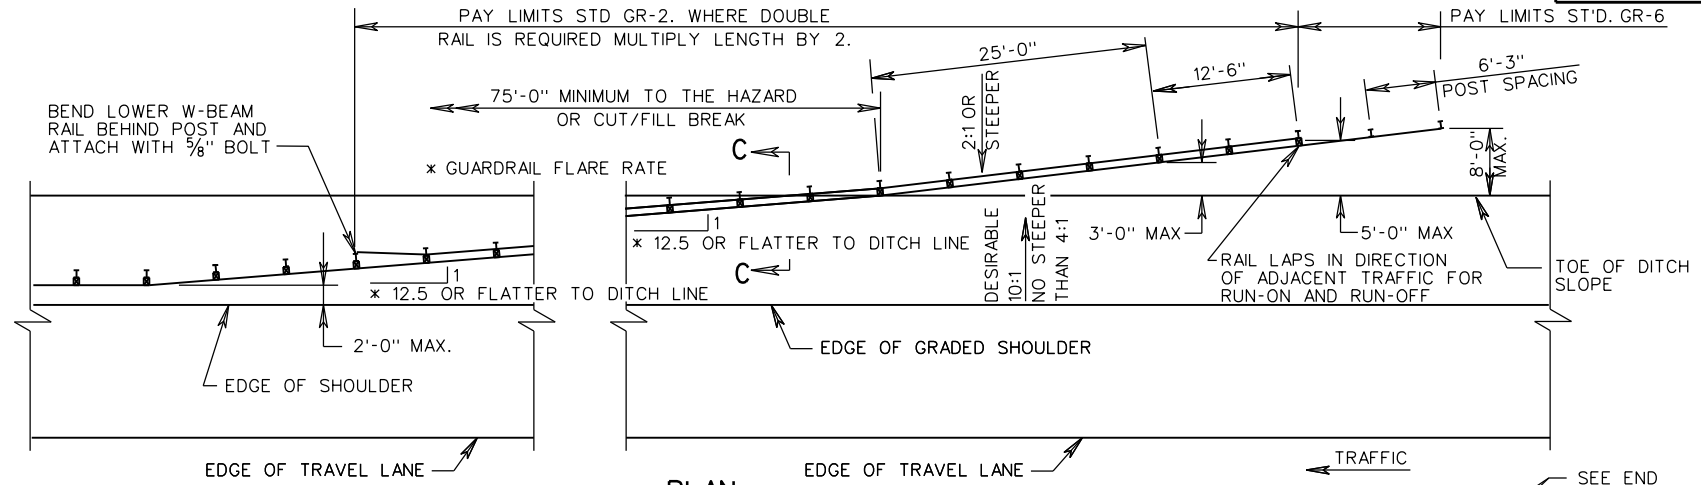 PAY LIMITS STD GR-2. WHERE DOUBLE
RAIL IS REQUIRED MULTIPLY LENGTH BY 2.
PAY LIMITS ST'D. GR-6
25'-0"
12'-6"
6'-3"
POST SPACING
75'-0" MINIMUM TO THE HAZARD
OR CUT/FILL BREAK
2:1 OR
STEEPER
BEND LOWER W-BEAM
RAIL BEHIND POST AND
ATTACH WITH 5/8" BOLT
* GUARDRAIL FLARE RATE
C
C
8'-0"
MAX.
1
* 12.5 OR FLATTER TO DITCH LINE
1
* 12.5 OR FLATTER TO DITCH LINE
DESIRABLE
10:1
NO STEEPER
THAN 4:1
3'-0" MAX
5'-0" MAX
RAIL LAPS IN DIRECTION
OF ADJACENT TRAFFIC FOR
RUN-ON AND RUN-OFF
TOE OF DITCH
SLOPE
2'-0" MAX.
EDGE OF SHOULDER
EDGE OF GRADED SHOULDER
EDGE OF TRAVEL LANE
EDGE OF TRAVEL LANE
TRAFFIC
PLAN
SEE END